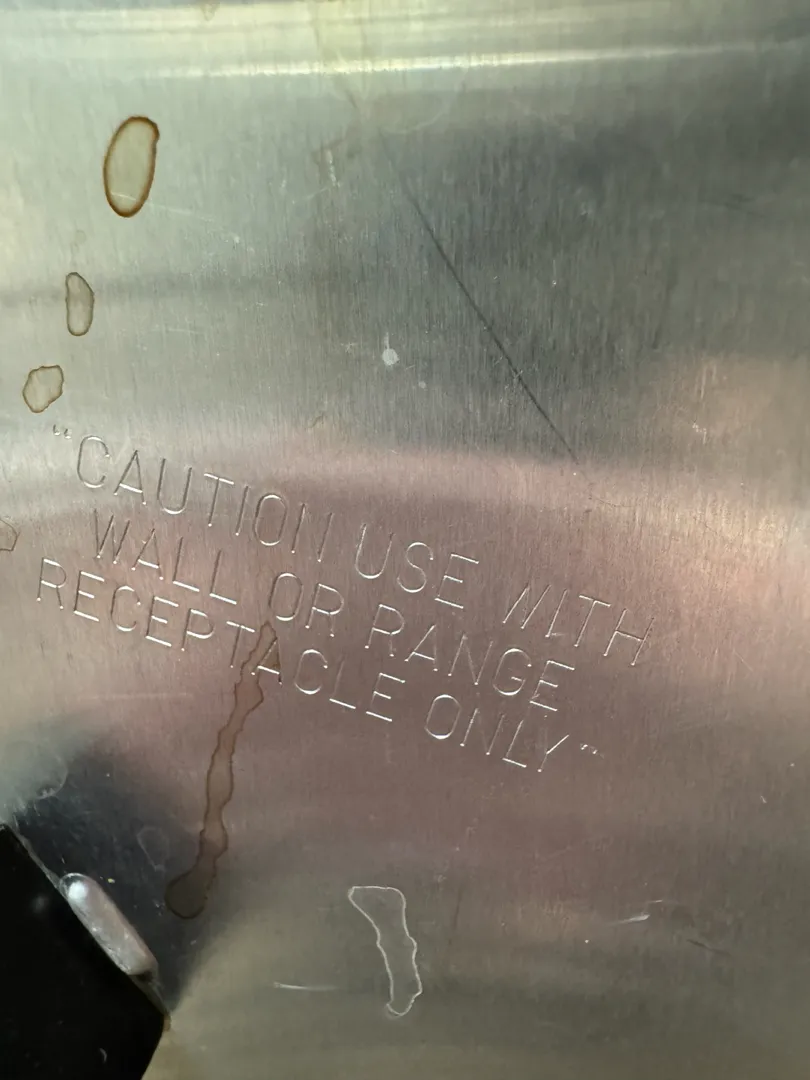 "CAUTION USE WITH
WALL OR RANGE
RECEPTACLE ONLY"